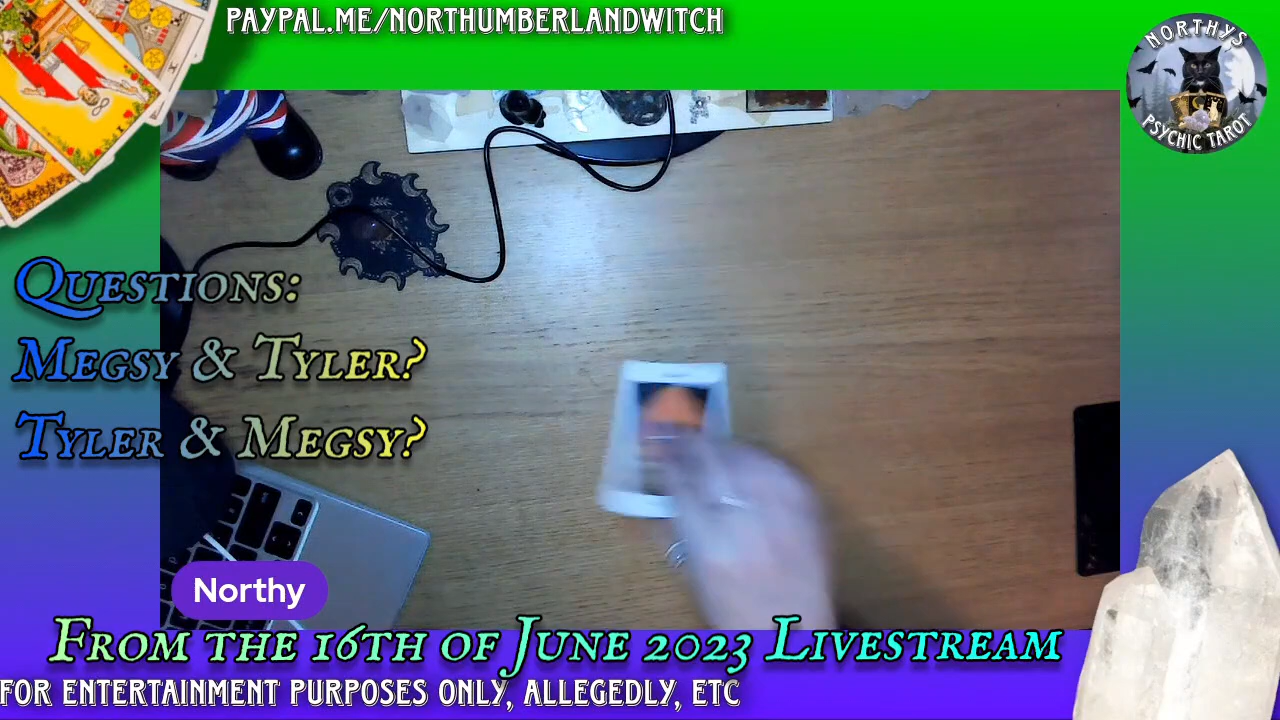 PAYPAL.ME/NORTHUMBERLANDWITCH
NORTHYS
PSYCHIC TAROT
QUESTIONS:
MEGSY & TYLER?
TYLER & MEGSY?
Northy
FROM THE 16TH OF JUNE 2023 LIVESTREAM
FOR ENTERTAINMENT PURPOSES ONLY, ALLEGEDLY, ETC